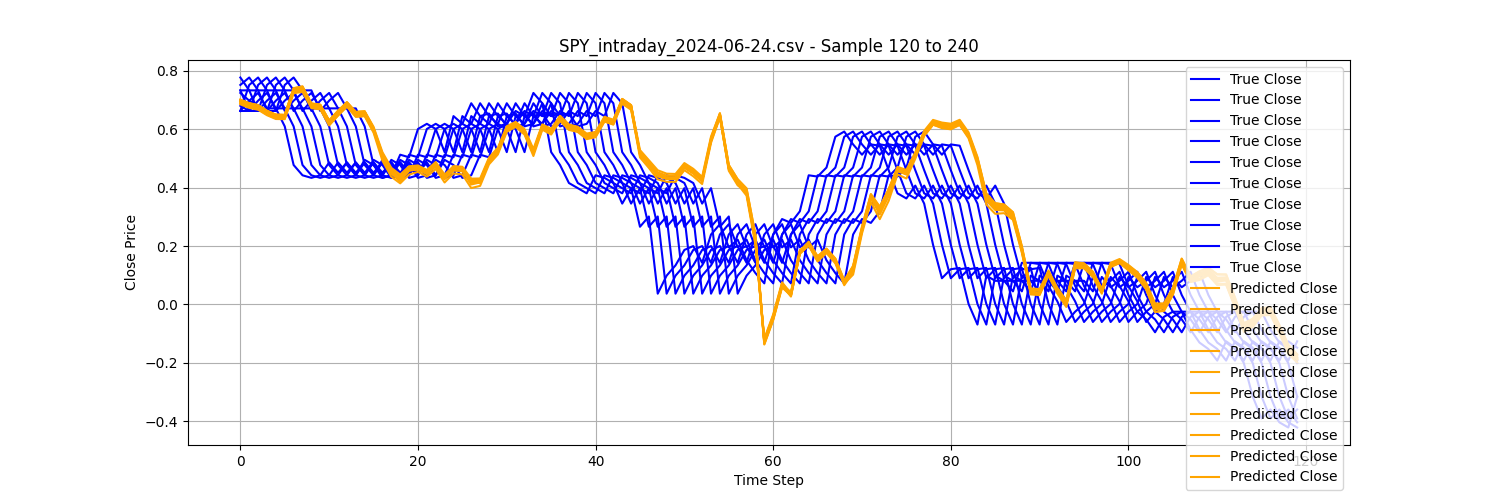 SPY_intraday_2024-06-24.csv - Sample 120 to 240
Close Price
0.8
0.6
0.4
0.2
0.0
−0.2
−0.4
0
20
40
60
80
100
120
Time Step
True Close
True Close
True Close
True Close
True Close
True Close
True Close
True Close
True Close
True Close
Predicted Close
Predicted Close
Predicted Close
Predicted Close
Predicted Close
Predicted Close
Predicted Close
Predicted Close
Predicted Close
Predicted Close